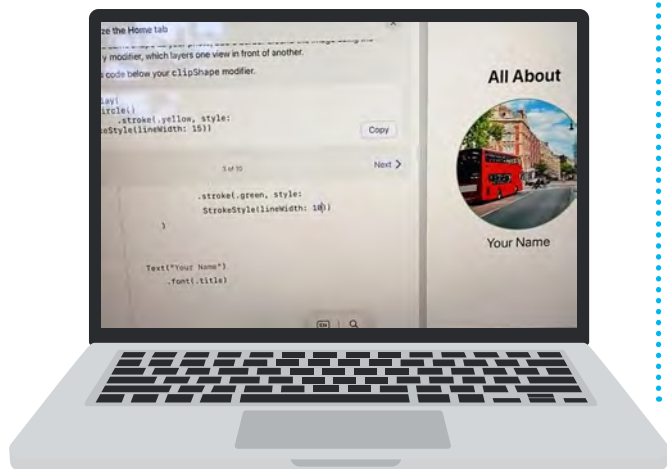 ze the Home tab
y modifier, which layers one view in front of another.
code below your clipShape modifier.
lay(
ircle()
.stroke(.yellow, style:
eStyle(lineWidth: 15))
Copy
5 of 10
Next >
.stroke(.green, style:
StrokeStyle(lineWidth: 10))
)
Text("Your Name")
.font(.title)
All About
Your Name